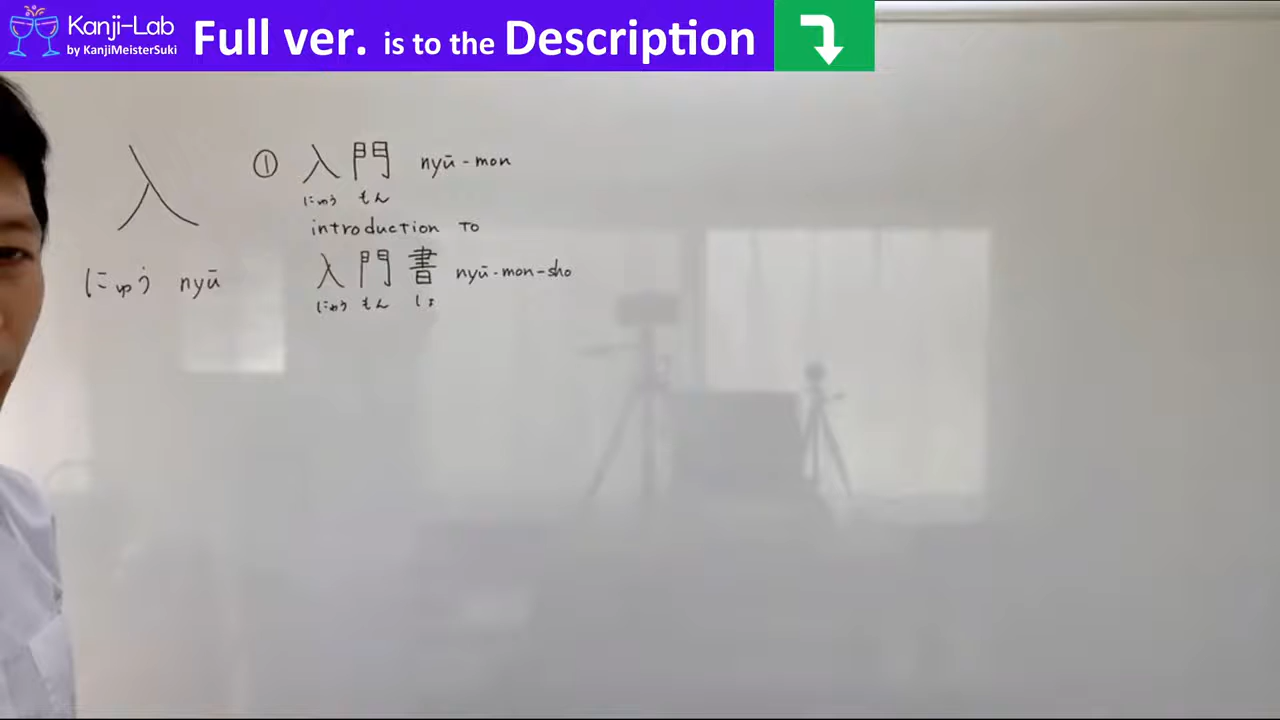 Kanji-Lab
by KanjiMeisterSuki
Full ver. is to the Description
入
にゅう nyū
① 入門 nyū-mon
にゅう もん
introduction to
入門書 nyū-mon-sho
にゅう もん しょ